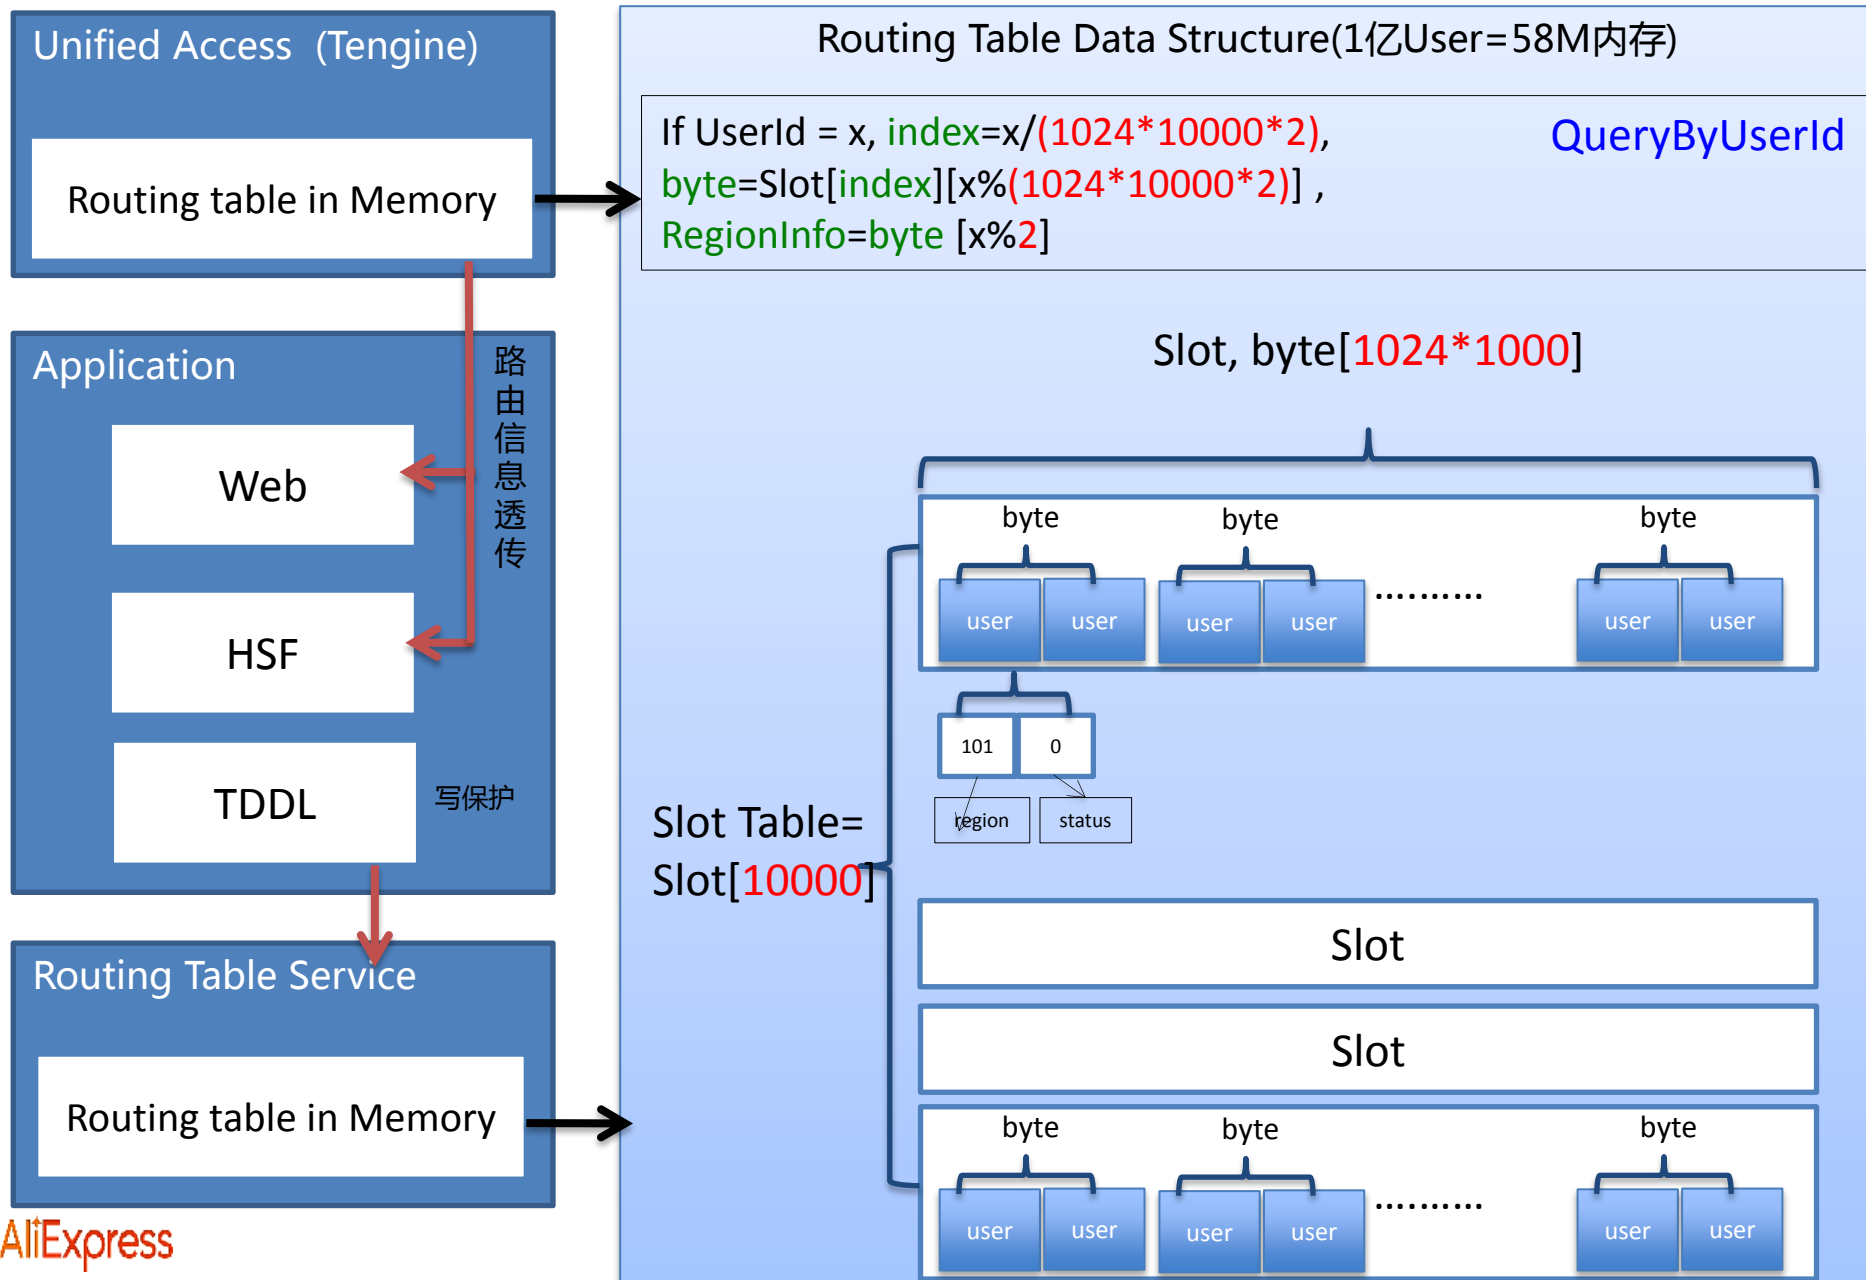 Unified Access (Tengine)
Routing table in Memory
Application
路由信息透传
Web
HSF
TDDL
写保护
Routing Table Service
Routing table in Memory
AliExpress
Routing Table Data Structure(1亿User=58M内存)
If UserId = x, index=x/(1024*10000*2),
byte=Slot[index][x%(1024*10000*2)] ,
RegionInfo=byte [x%2]
QueryByUserId
Slot, byte[1024*1000]
byte byte byte
user user user user .......... user user
101 0
region status
Slot Table=
Slot[10000]
Slot
Slot
byte byte byte
user user user user .......... user user